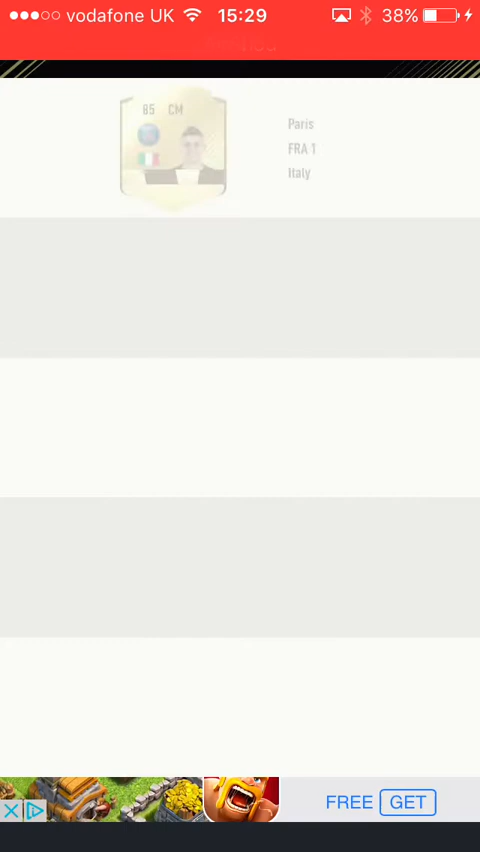 vodafone UK 15:29 38%
85 CM
Paris
FRA 1
Italy
FREE GET